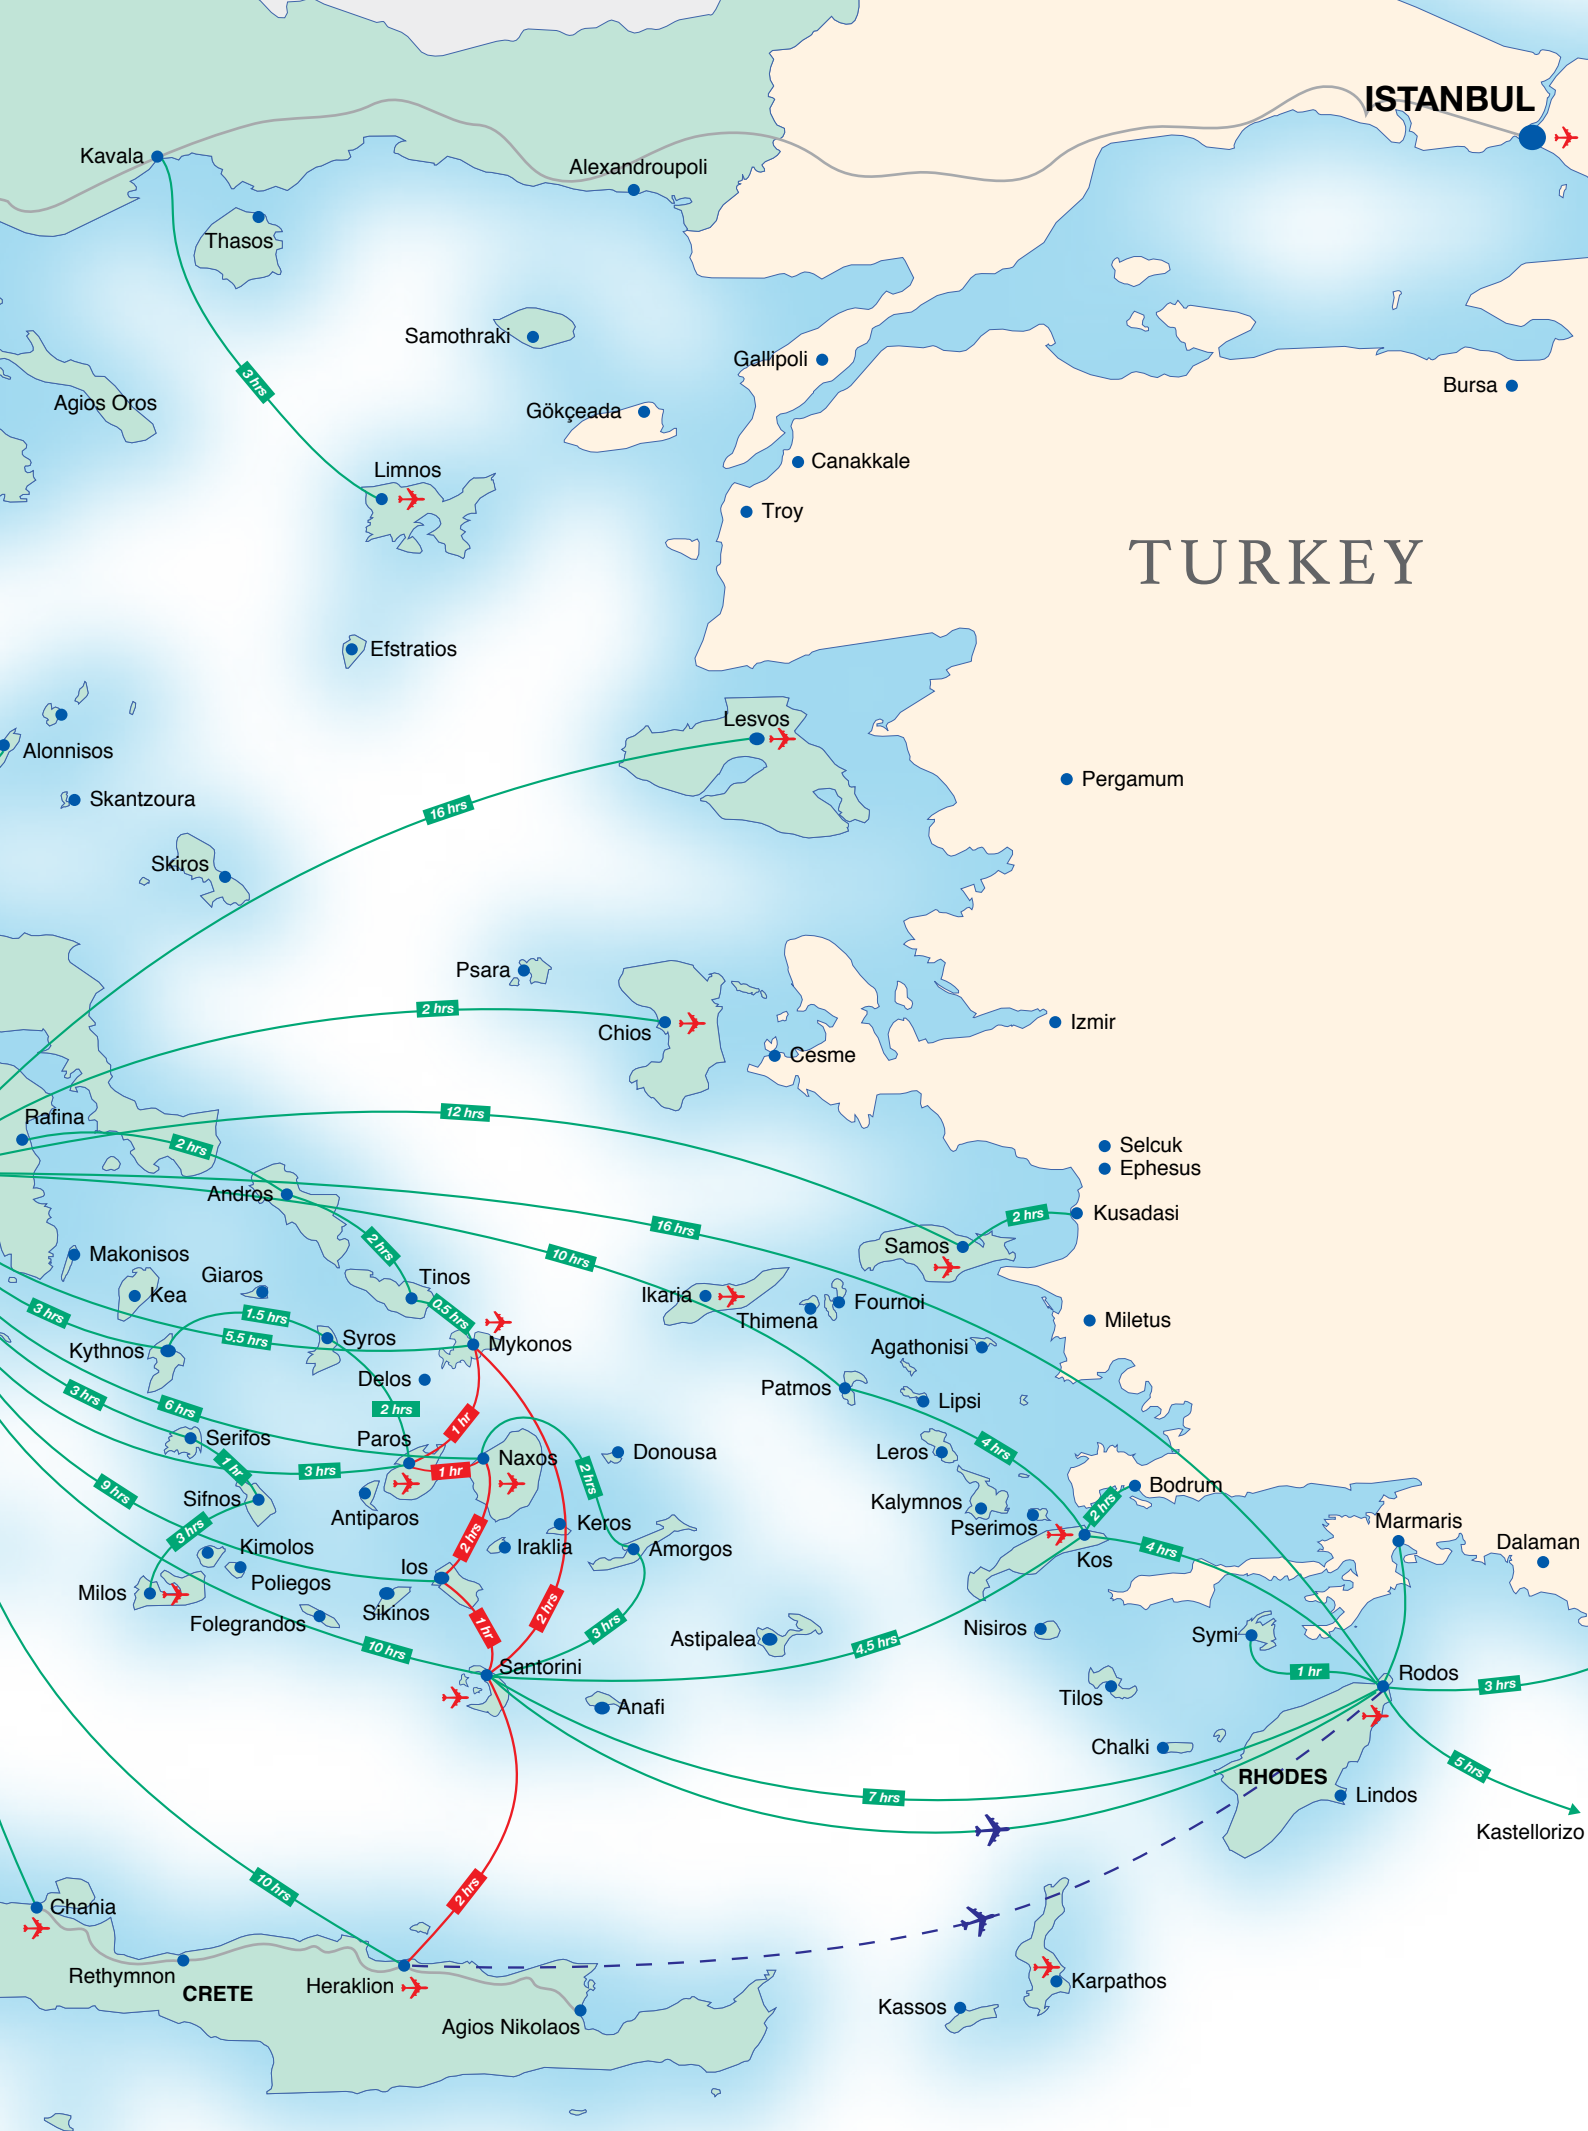 ISTANBUL
Kavala
Alexandroupoli
Thasos
Samothraki
Gallipoli
3 hrs
Bursa
Agios Oros
Gökçeada
Canakkale
Limnos
Troy
TURKEY
Efstratios
Lesvos
Alonnisos
Pergamum
Skantzoura
16 hrs
Skiros
Psara
2 hrs
Chios
Izmir
Cesme
12 hrs
Rafina
2 hrs
Selcuk
Ephesus
Andros
Kusadasi
2 hrs
16 hrs
2 hrs
Samos
Makonisos
10 hrs
Giaros
Tinos
Kea
Ikaria
Fournoi
Thimena
3 hrs
1.5 hrs
0.5 hrs
Miletus
5.5 hrs
Syros
Mykonos
Kythnos
Agathonisi
Delos
Patmos
3 hrs
Lipsi
6 hrs
2 hrs
1 hr
Serifos
Paros
4 hrs
Naxos
Donousa
Leros
1 hr
3 hrs
1 hr
2 hrs
9 hrs
Bodrum
Sifnos
Kalymnos
2 hrs
Antiparos
Keros
Pserimos
Marmaris
3 hrs
2 hrs
Kimolos
Iraklia
Amorgos
4 hrs
Dalaman
Kos
Ios
Poliegos
Milos
Sikinos
2 hrs
Folegrandos
1 hr
3 hrs
Nisiros
Symi
Astipalea
4.5 hrs
10 hrs
Santorini
1 hr
Rodos
3 hrs
Tilos
Anafi
Chalki
5 hrs
RHODES
7 hrs
Lindos
Kastellorizo
10 hrs
2 hrs
Chania
Rethymnon
Heraklion
Karpathos
CRETE
Kassos
Agios Nikolaos